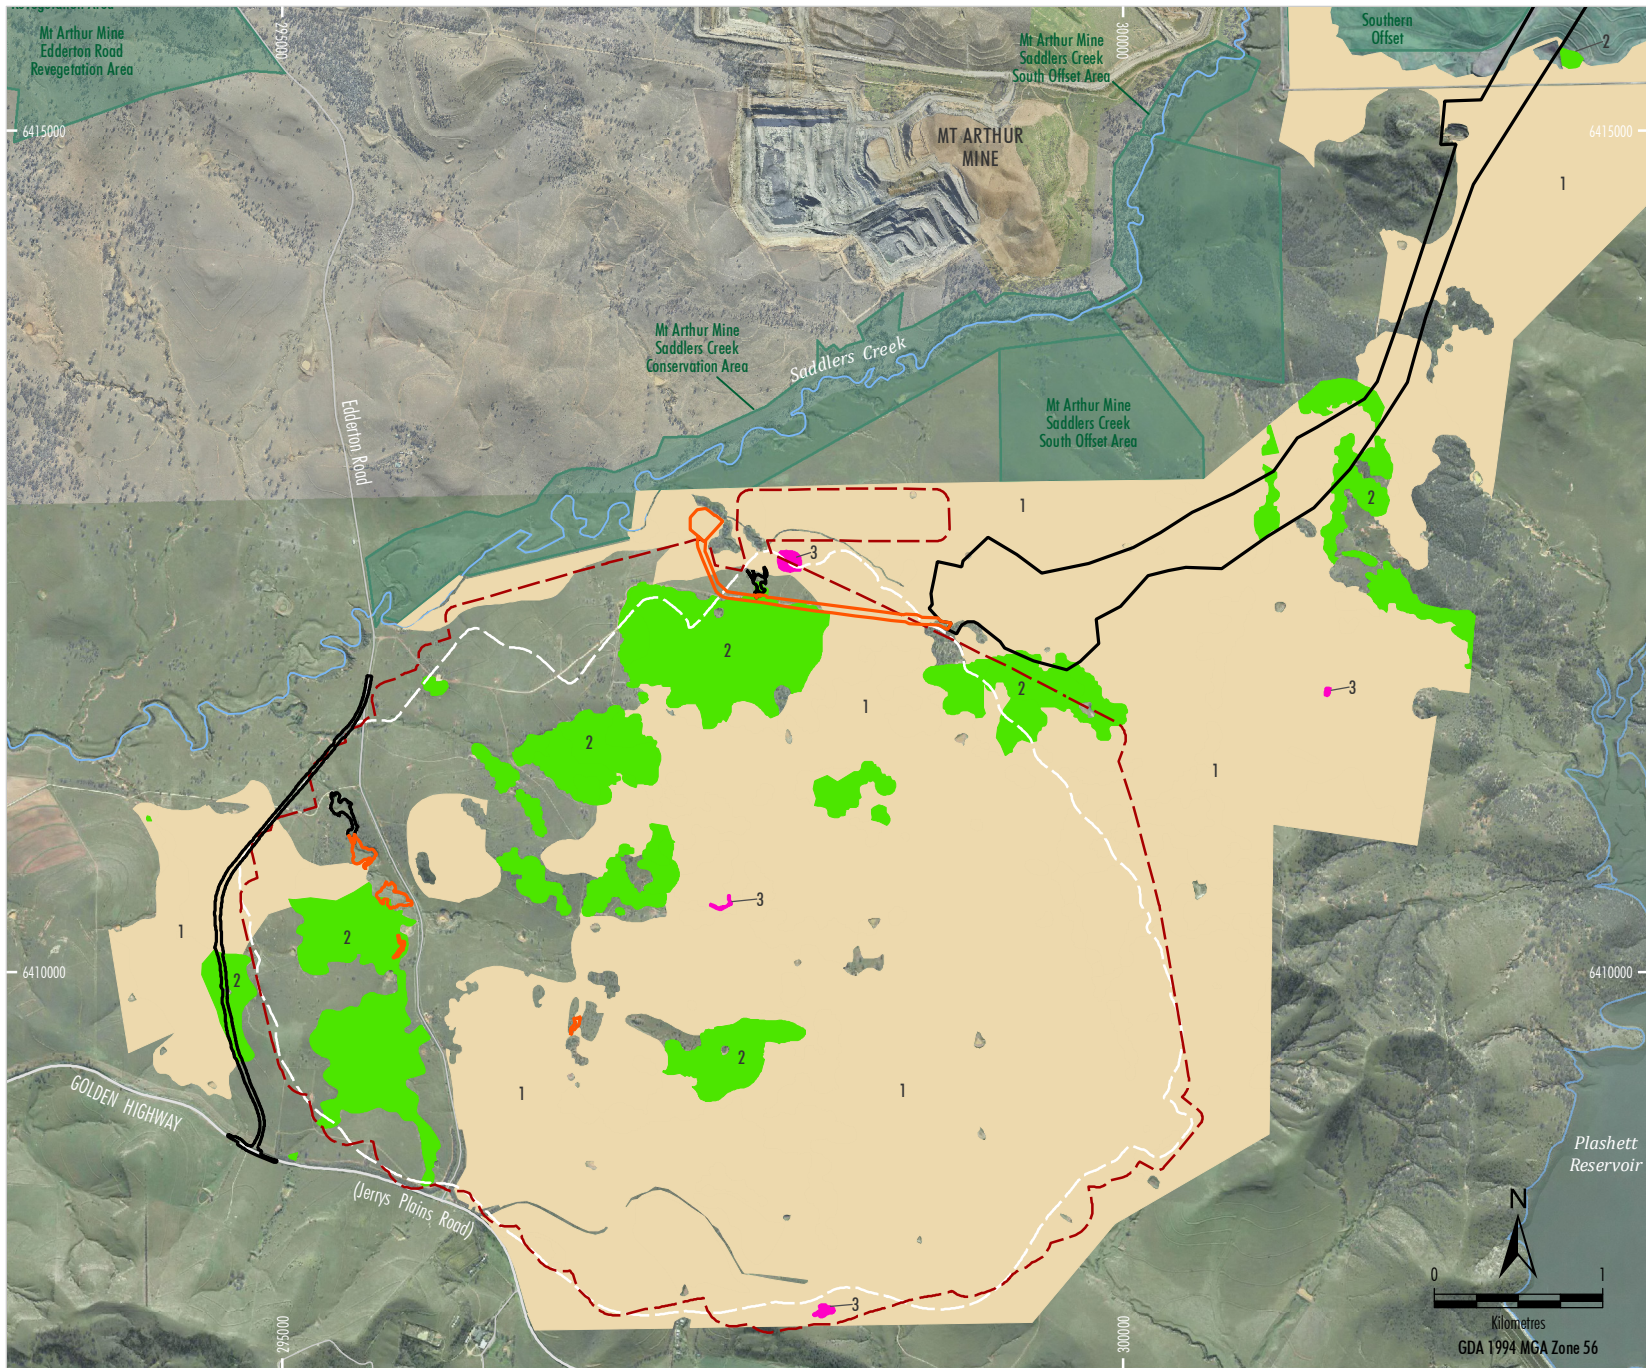 Revegetation Area
Mt Arthur Mine
Edderton Road
Revegetation Area
295000
Mt Arthur Mine
Saddlers Creek
South Offset Area
300000
Southern
Offset
2
6415000
MT ARTHUR
MINE
6415000
1
Mt Arthur Mine
Saddlers Creek
Conservation Area
Saddlers Creek
Edderton Road
Mt Arthur Mine
Saddlers Creek
South Offset Area
1
2
3
2
2
3
1
2
1
3
1
2
2
6410000
6410000
2
1
1
GOLDEN HIGHWAY
(Jerrys Plains Road)
Plashett
Reservoir
3
295000
300000
N
0 1
Kilometres
GDA 1994 MGA Zone 56